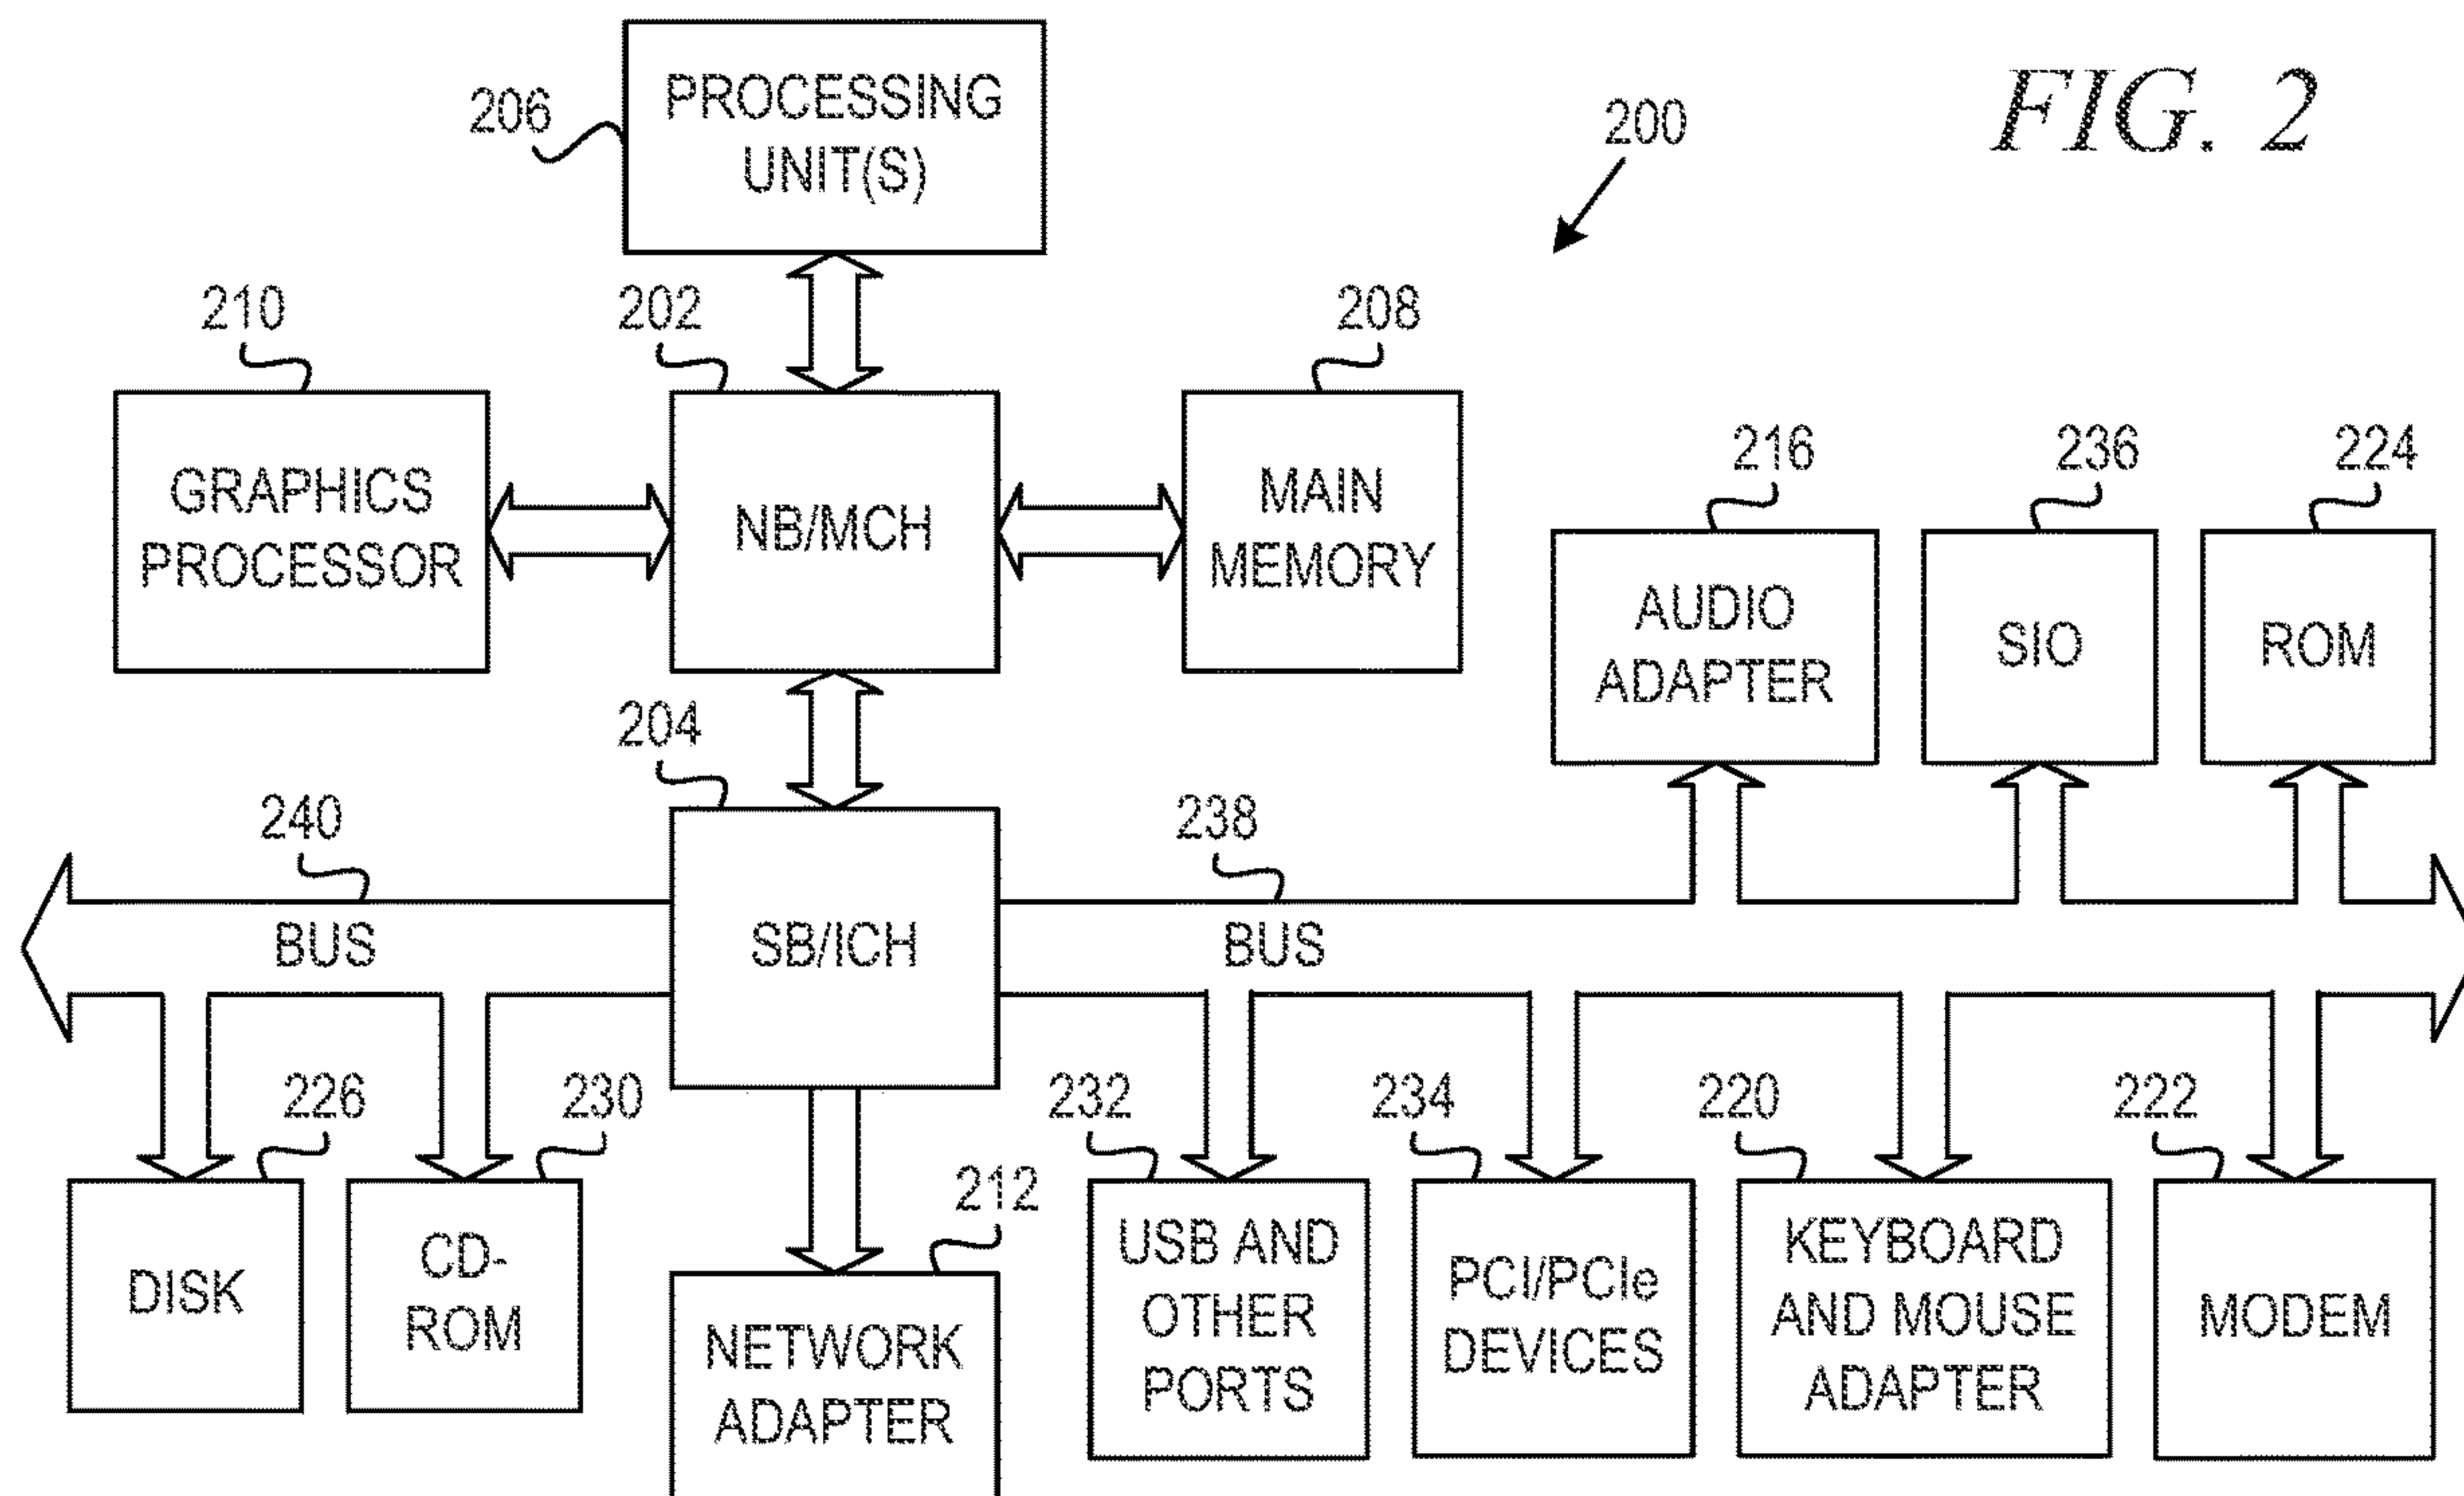 FIG. 2
200
206
PROCESSING
UNIT(S)
210
202
208
GRAPHICS
PROCESSOR
NB/MCH
MAIN
MEMORY
216
236
224
AUDIO
ADAPTER
SIO
ROM
204
240
238
BUS
SB/ICH
BUS
226
230
212
232
234
220
222
DISK
CD-
ROM
NETWORK
ADAPTER
USB AND
OTHER
PORTS
PCI/PCIe
DEVICES
KEYBOARD
AND MOUSE
ADAPTER
MODEM